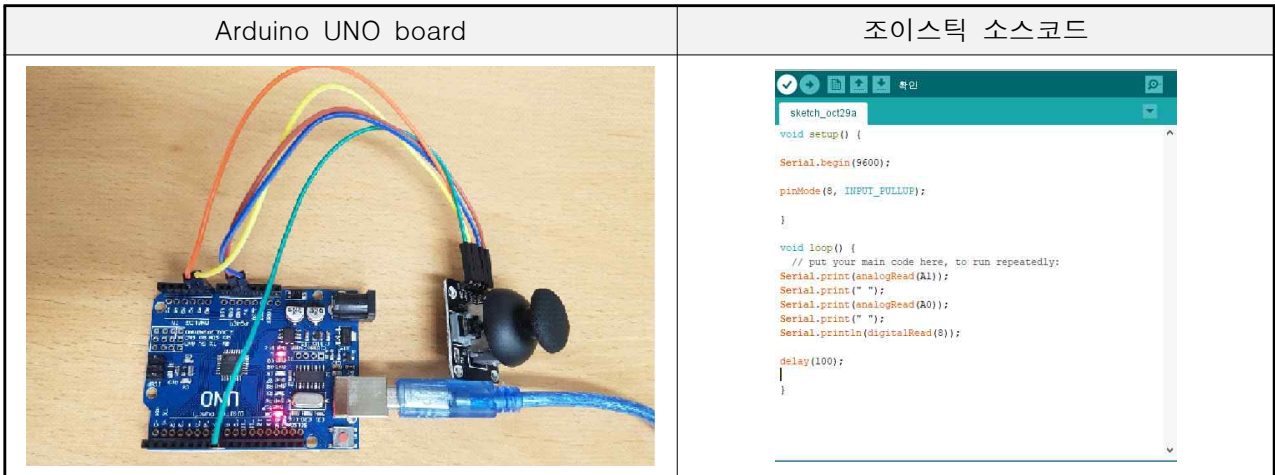 Arduino UNO board
조이스틱 소스코드
확인
sketch_oct29a
void setup() {
Serial.begin(9600);
pinMode(8, INPUT_PULLUP);
}
void loop() {
// put your main code here, to run repeatedly:
Serial.print(analogRead(A1));
Serial.print(" ");
Serial.print(analogRead(A0));
Serial.print(" ");
Serial.println(digitalRead(8));
delay(100);
}
UNO